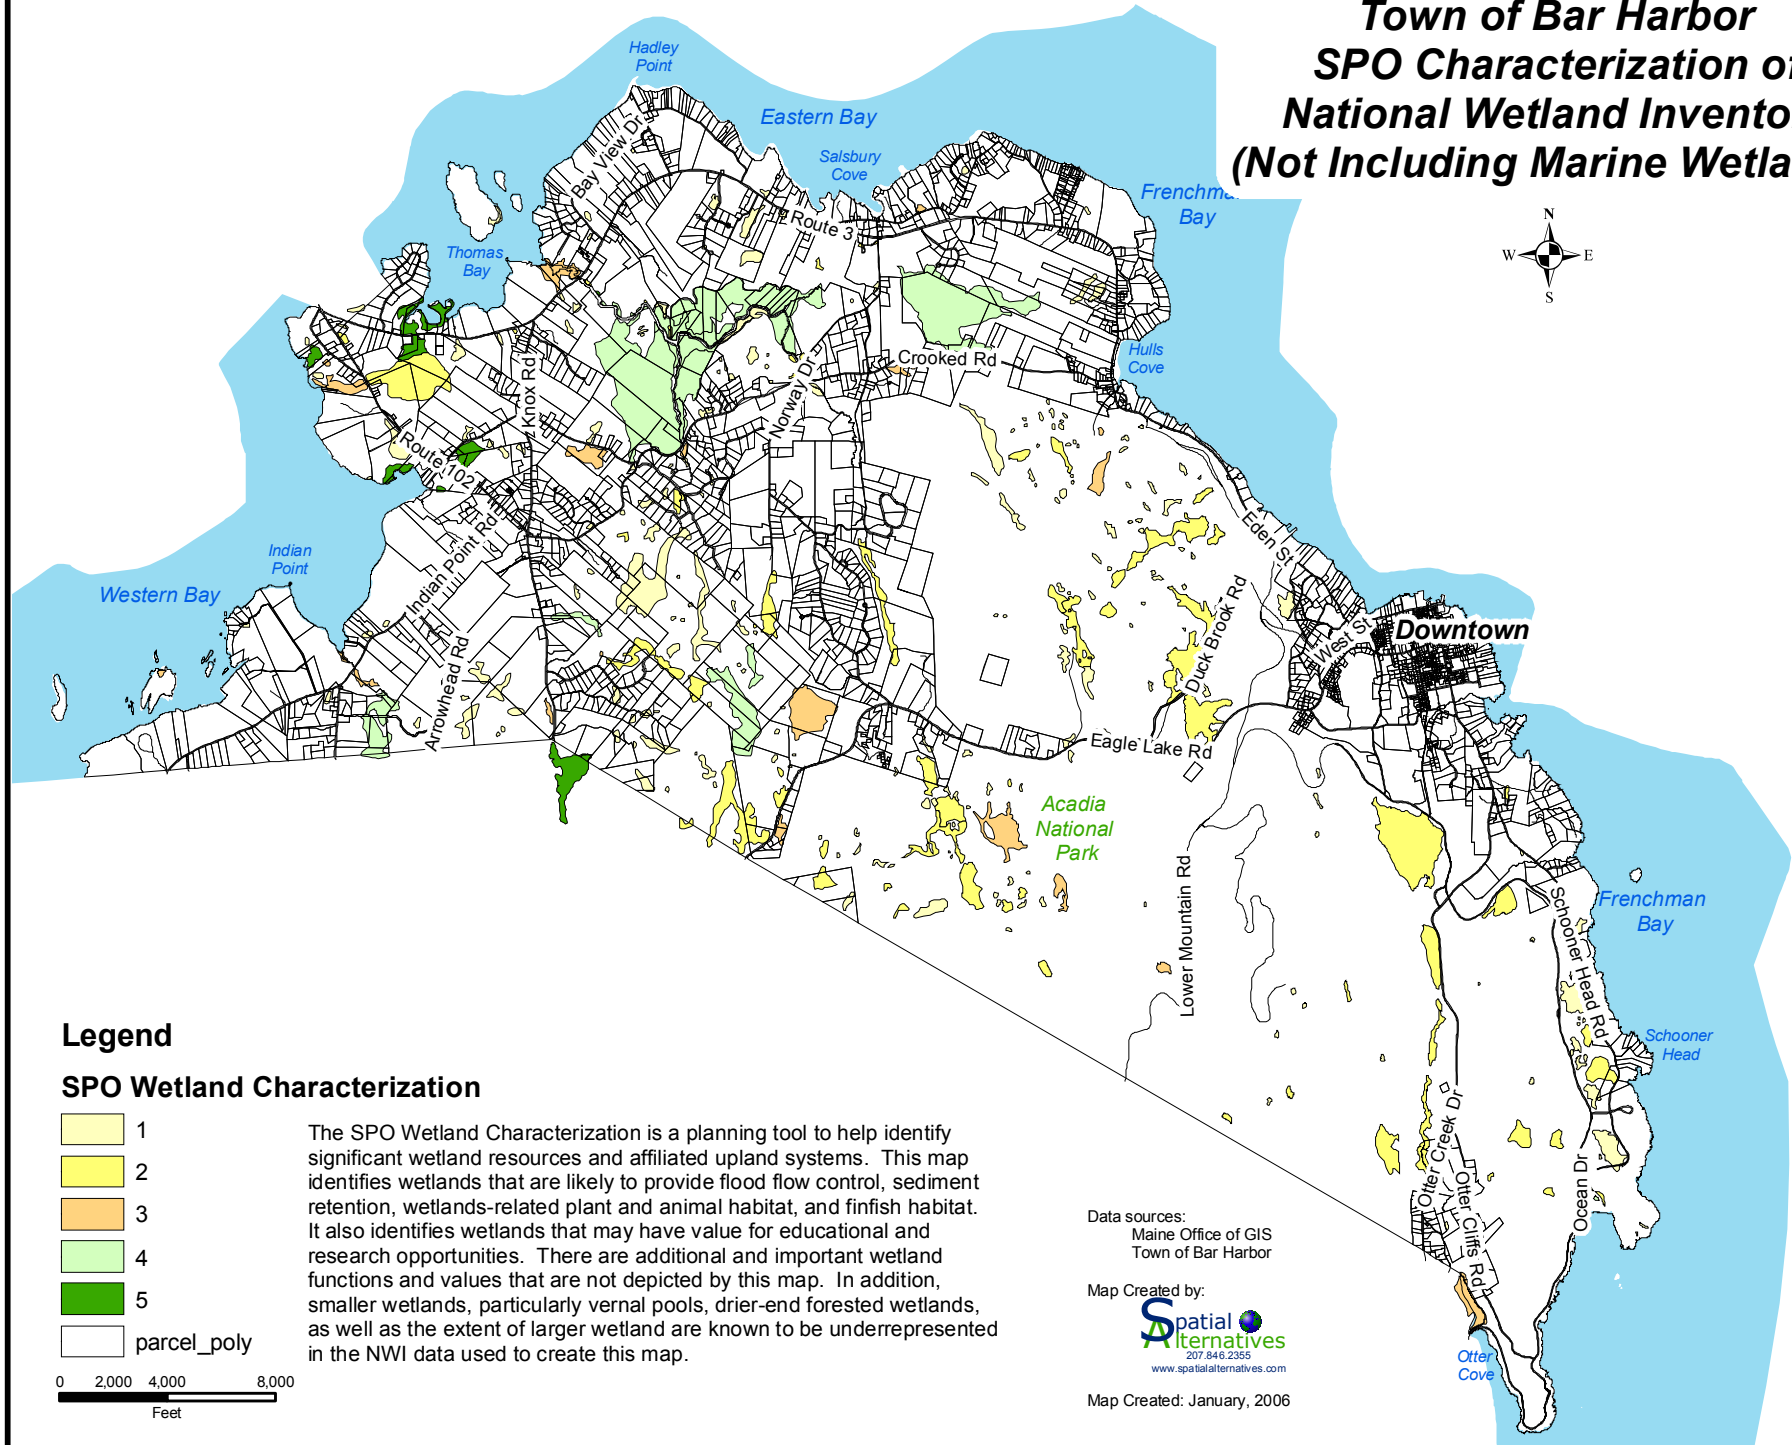 Town of Bar Harbor
SPO Characterization of
National Wetland Invento
(Not Including Marine Wetla
N
W
E
S
Hadley
Point
Eastern Bay
Salsbury
Cove
Frenchma
Bay
Bay View Dr
Route 3
Thomas
Bay
Hulls
Cove
Crooked Rd
Knox Rd
Norway Dr
Route 102
Indian Point Rd
Eden St
Indian
Point
Western Bay
Duck Brook Rd
West St
Downtown
Arrowhead Rd
Eagle Lake Rd
Acadia
National
Park
Lower Mountain Rd
Schooner Head Rd
Frenchman
Bay
Schooner
Head
Otter Creek Dr
Otter Cliffs Rd
Ocean Dr
Otter
Cove
Legend
SPO Wetland Characterization
1
2
3
4
5
parcel_poly
0 2,000 4,000 8,000
Feet
The SPO Wetland Characterization is a planning tool to help identify
significant wetland resources and affiliated upland systems. This map
identifies wetlands that are likely to provide flood flow control, sediment
retention, wetlands-related plant and animal habitat, and finfish habitat.
It also identifies wetlands that may have value for educational and
research opportunities. There are additional and important wetland
functions and values that are not depicted by this map. In addition,
smaller wetlands, particularly vernal pools, drier-end forested wetlands,
as well as the extent of larger wetland are known to be underrepresented
in the NWI data used to create this map.
Data sources:
Maine Office of GIS
Town of Bar Harbor
Map Created by:
Spatial
Alternatives
207.846.2355
www.spatialalternatives.com
Map Created: January, 2006